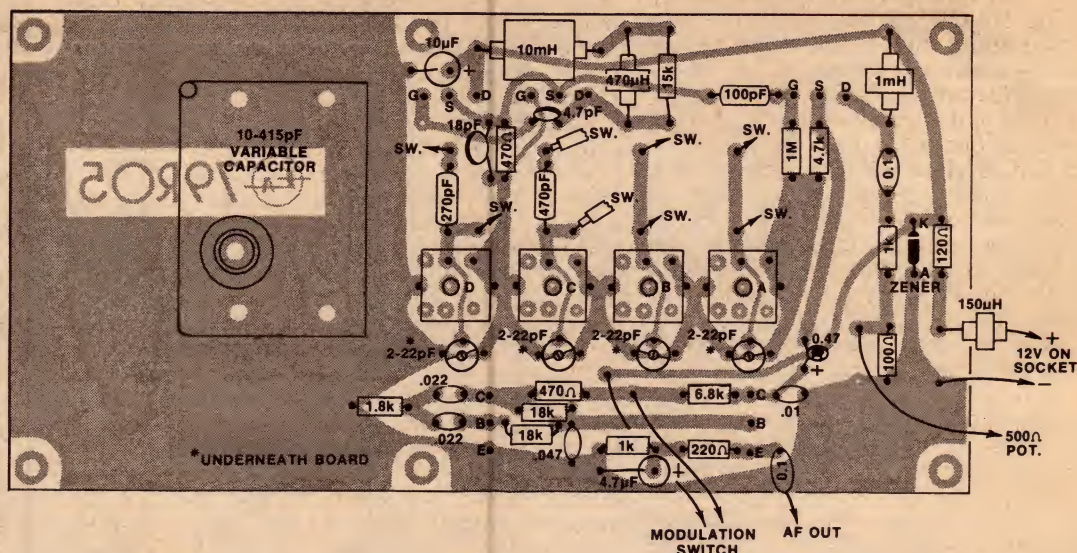 10µF
+
10mH
470µH
15k
1mH
G S D
G S D
4.7pF
100pF
G S D
18pF
470Ω
SW.
SW.
SW.
SW.
10-415pF
VARIABLE
CAPACITOR
79RO5
270pF
470pF
1M
4.7k
0.1
SW.
SW.
SW.
SW.
1k
K
A
ZENER
120Ω
D
C
B
A
150µH
+
12V ON
SOCKET
−
*
2-22pF
2-22pF
*
2-22pF
2-22pF
*
0.47
+
100Ω
1.8k
.022
C
470Ω
6.8k
C
.01
18k
.022
B
18k
B
500Ω
POT.
E
.047
1k
220Ω
E
*UNDERNEATH BOARD
4.7µF
+
0.1
MODULATION
SWITCH
AF OUT